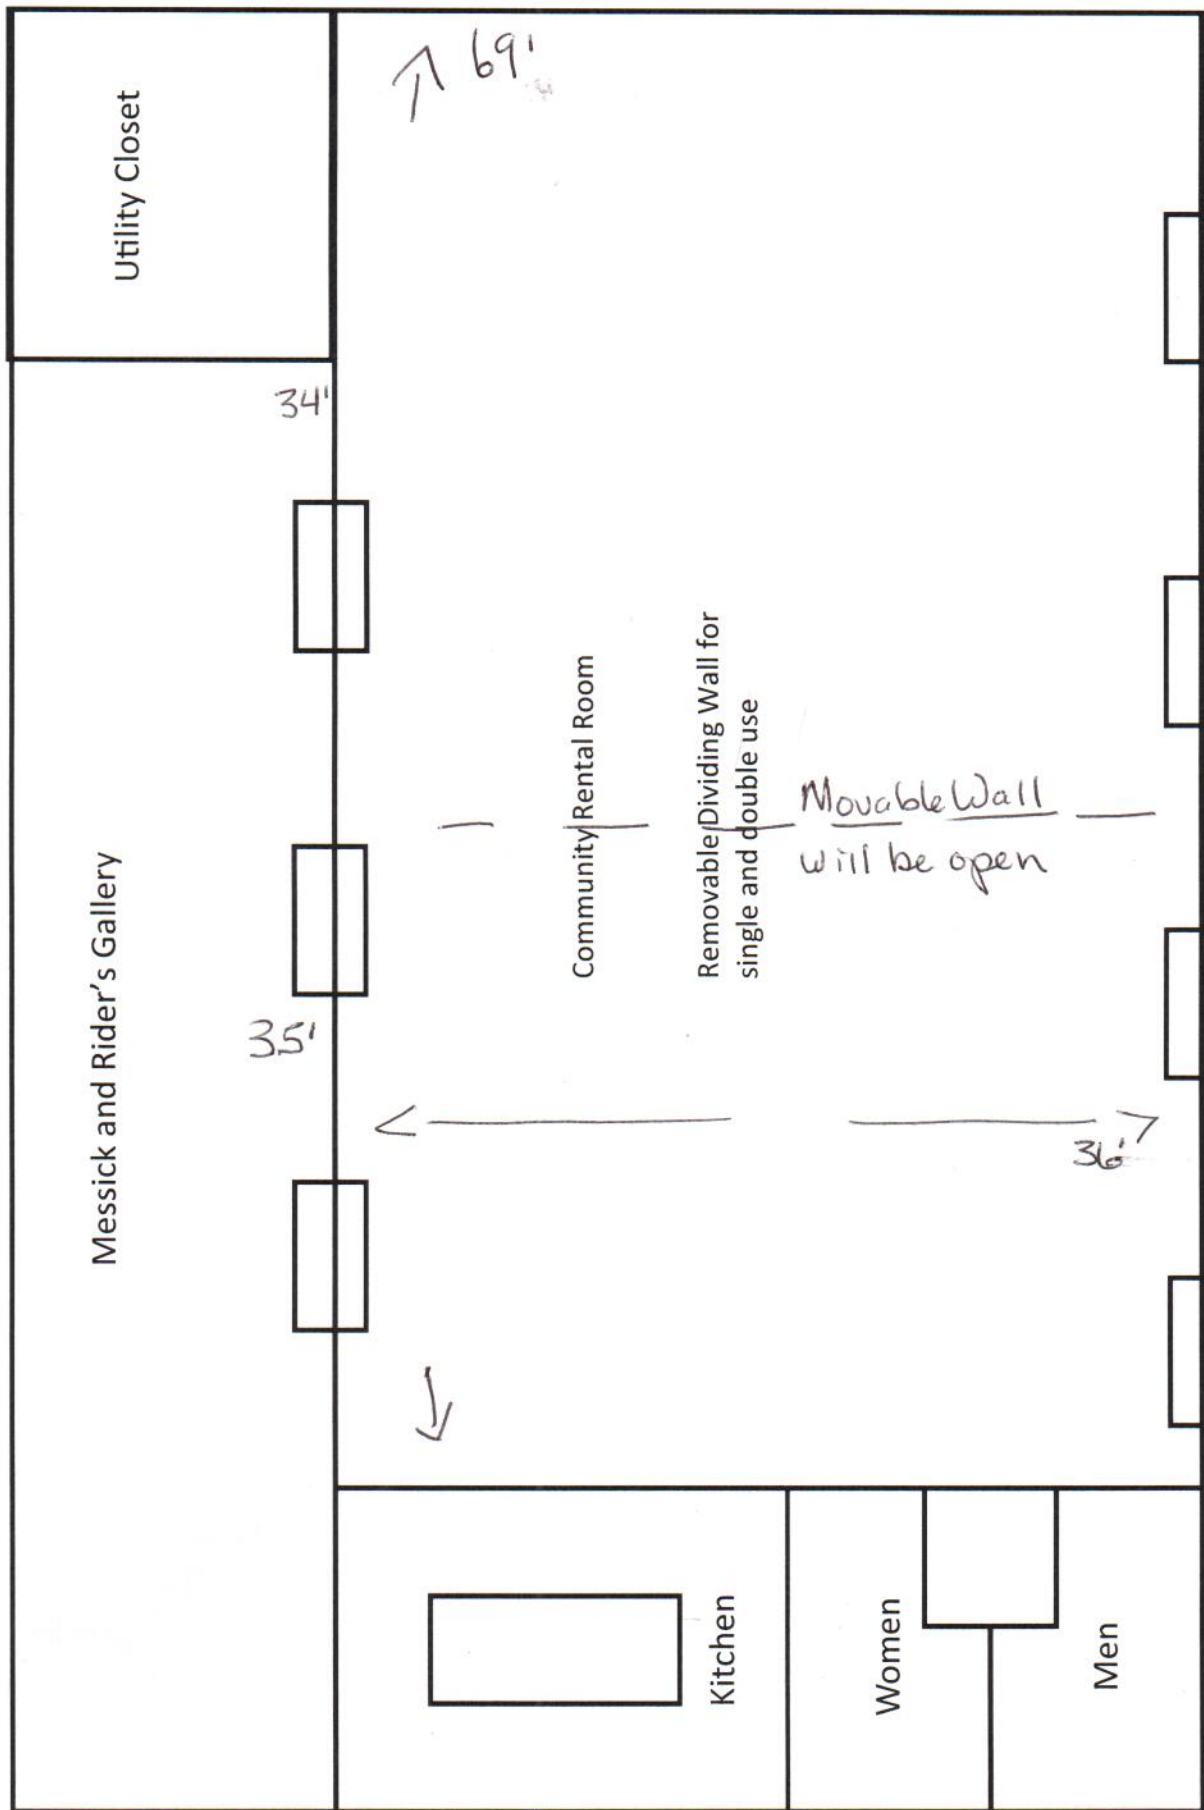 69'
Utility Closet
34'
Messick and Rider's Gallery
35'
Community Rental Room
Removable Dividing Wall for
single and double use
Movable Wall
will be open
36'
Kitchen
Women
Men